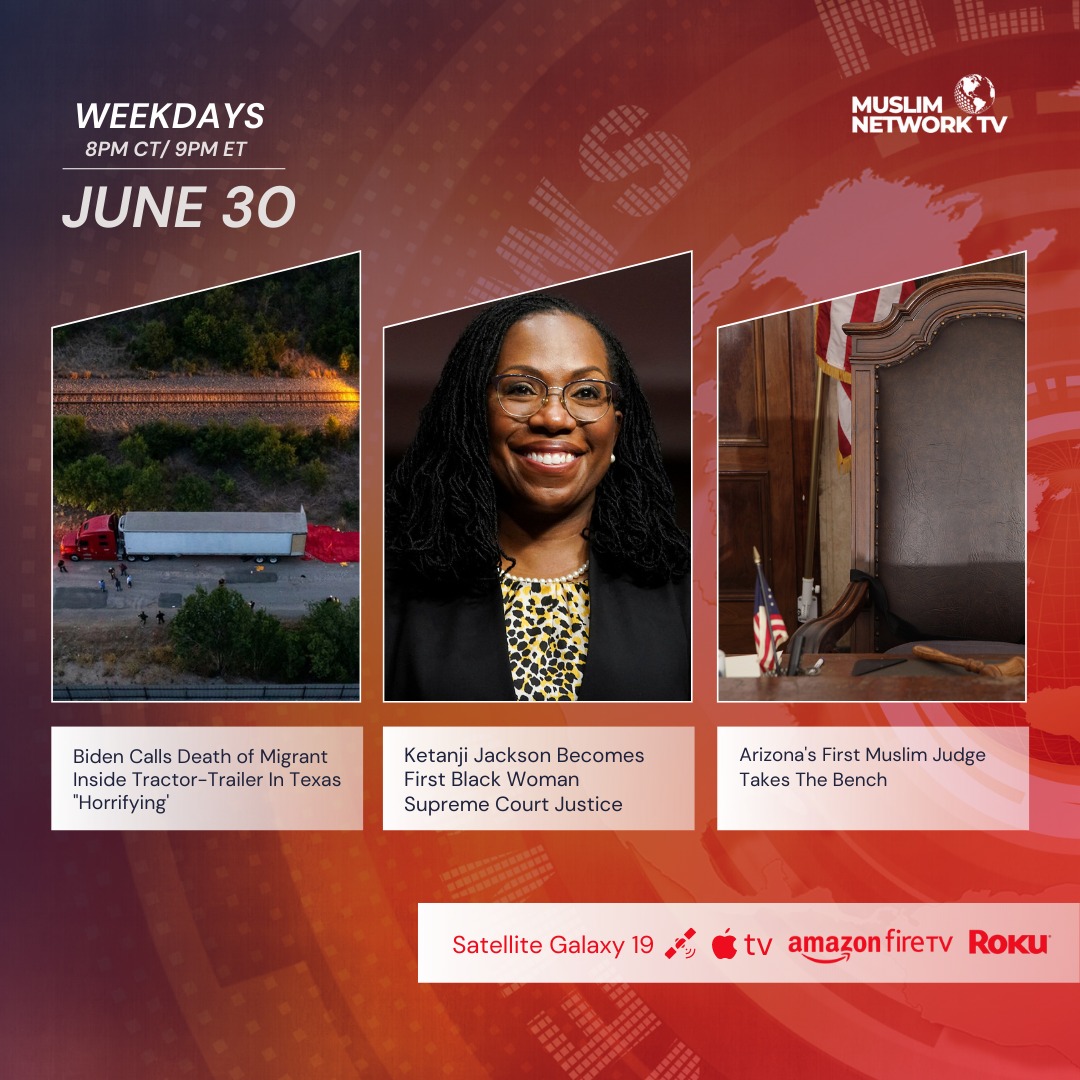 WEEKDAYS
8PM CT/ 9PM ET
JUNE 30
MUSLIM
NETWORK TV
NEWS
Biden Calls Death of Migrant
Inside Tractor-Trailer In Texas
"Horrifying'
Ketanji Jackson Becomes
First Black Woman
Supreme Court Justice
Arizona's First Muslim Judge
Takes The Bench
Satellite Galaxy 19 tv amazon fireTV ROKU